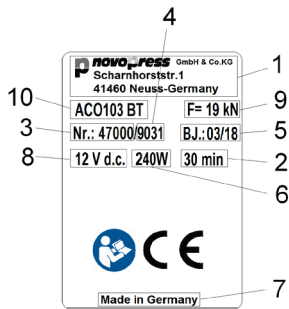 4
novopress GmbH & Co.KG
Scharnhorststr.1
41460 Neuss-Germany
1
10 ACO103 BT F= 19 kN 9
3 Nr.: 47000/9031 BJ.:03/18 5
8 12 V d.c. 240W 30 min 2
6
CE
Made in Germany
7